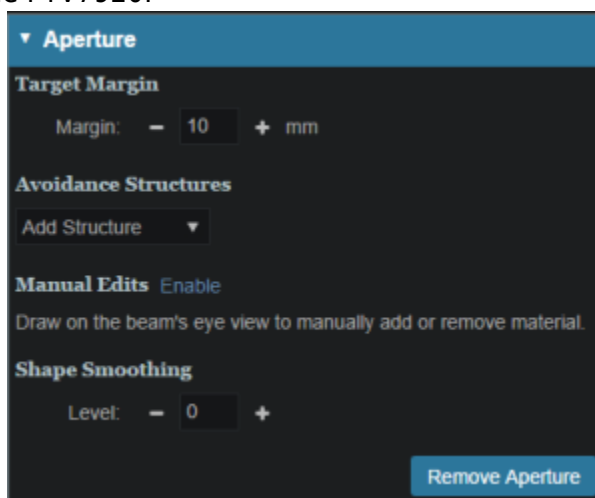 ▼ Aperture
Target Margin
Margin: − 10 + mm
Avoidance Structures
Add Structure ▼
Manual Edits Enable
Draw on the beam's eye view to manually add or remove material.
Shape Smoothing
Level: − 0 +
Remove Aperture